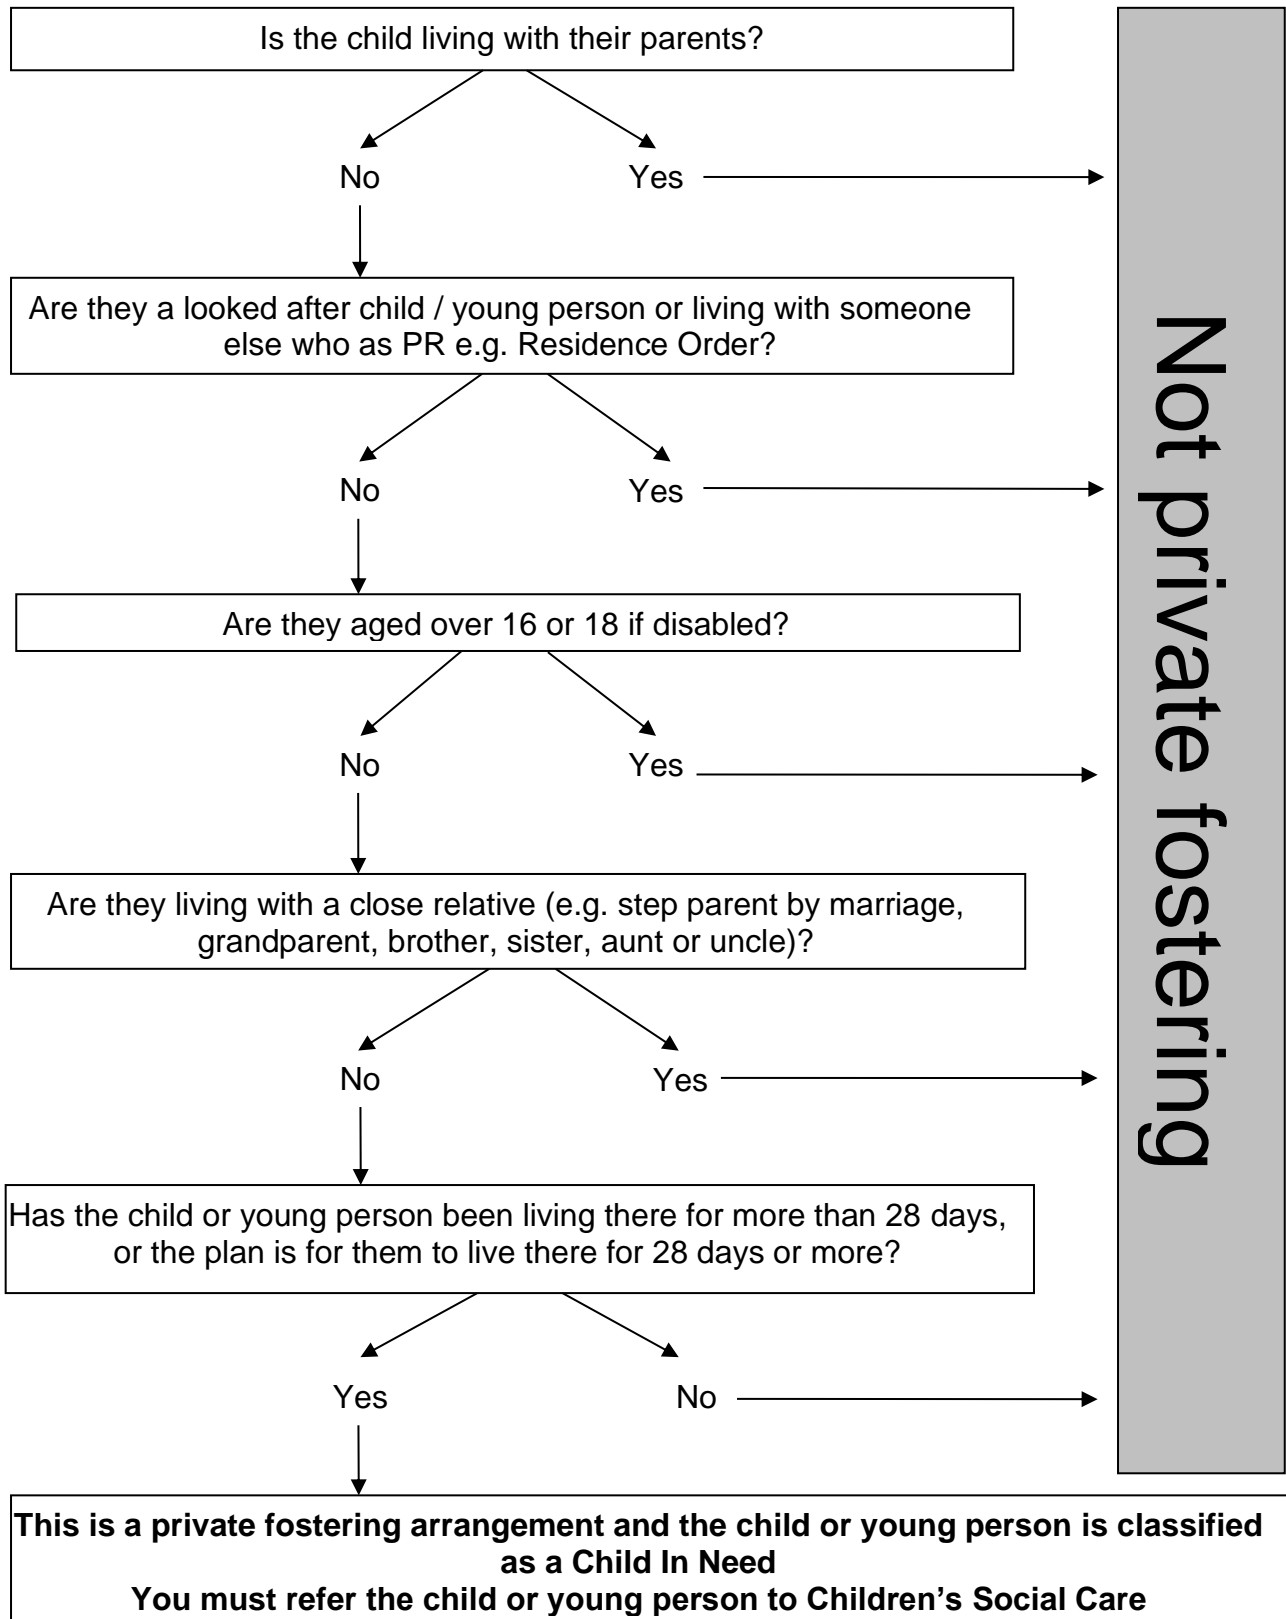 Is the child living with their parents?
No
Yes
Are they a looked after child / young person or living with someone
else who as PR e.g. Residence Order?
No
Yes
Are they aged over 16 or 18 if disabled?
No
Yes
Are they living with a close relative (e.g. step parent by marriage,
grandparent, brother, sister, aunt or uncle)?
No
Yes
Has the child or young person been living there for more than 28 days,
or the plan is for them to live there for 28 days or more?
Yes
No
This is a private fostering arrangement and the child or young person is classified
as a Child In Need
You must refer the child or young person to Children’s Social Care
Not private fostering